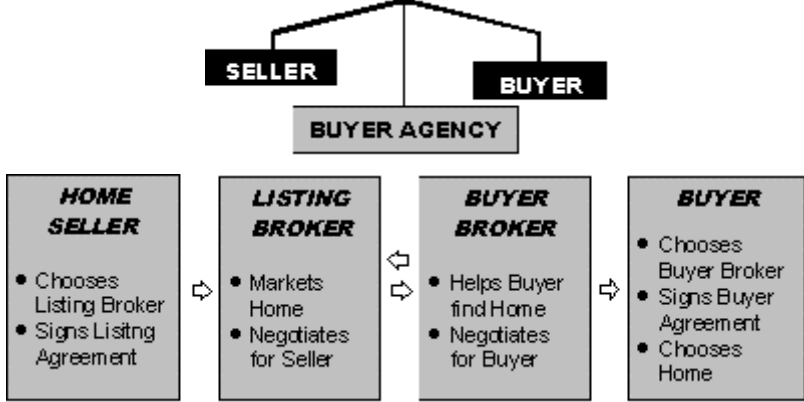 SELLER
BUYER
BUYER AGENCY
HOME
SELLER
• Chooses
Listing Broker
• Signs Lisitng
Agreement
LISTING
BROKER
• Markets
Home
• Negotiates
for Seller
BUYER
BROKER
• Helps Buyer
find Home
• Negotiates
for Buyer
BUYER
• Chooses
Buyer Broker
• Signs Buyer
Agreement
• Chooses
Home